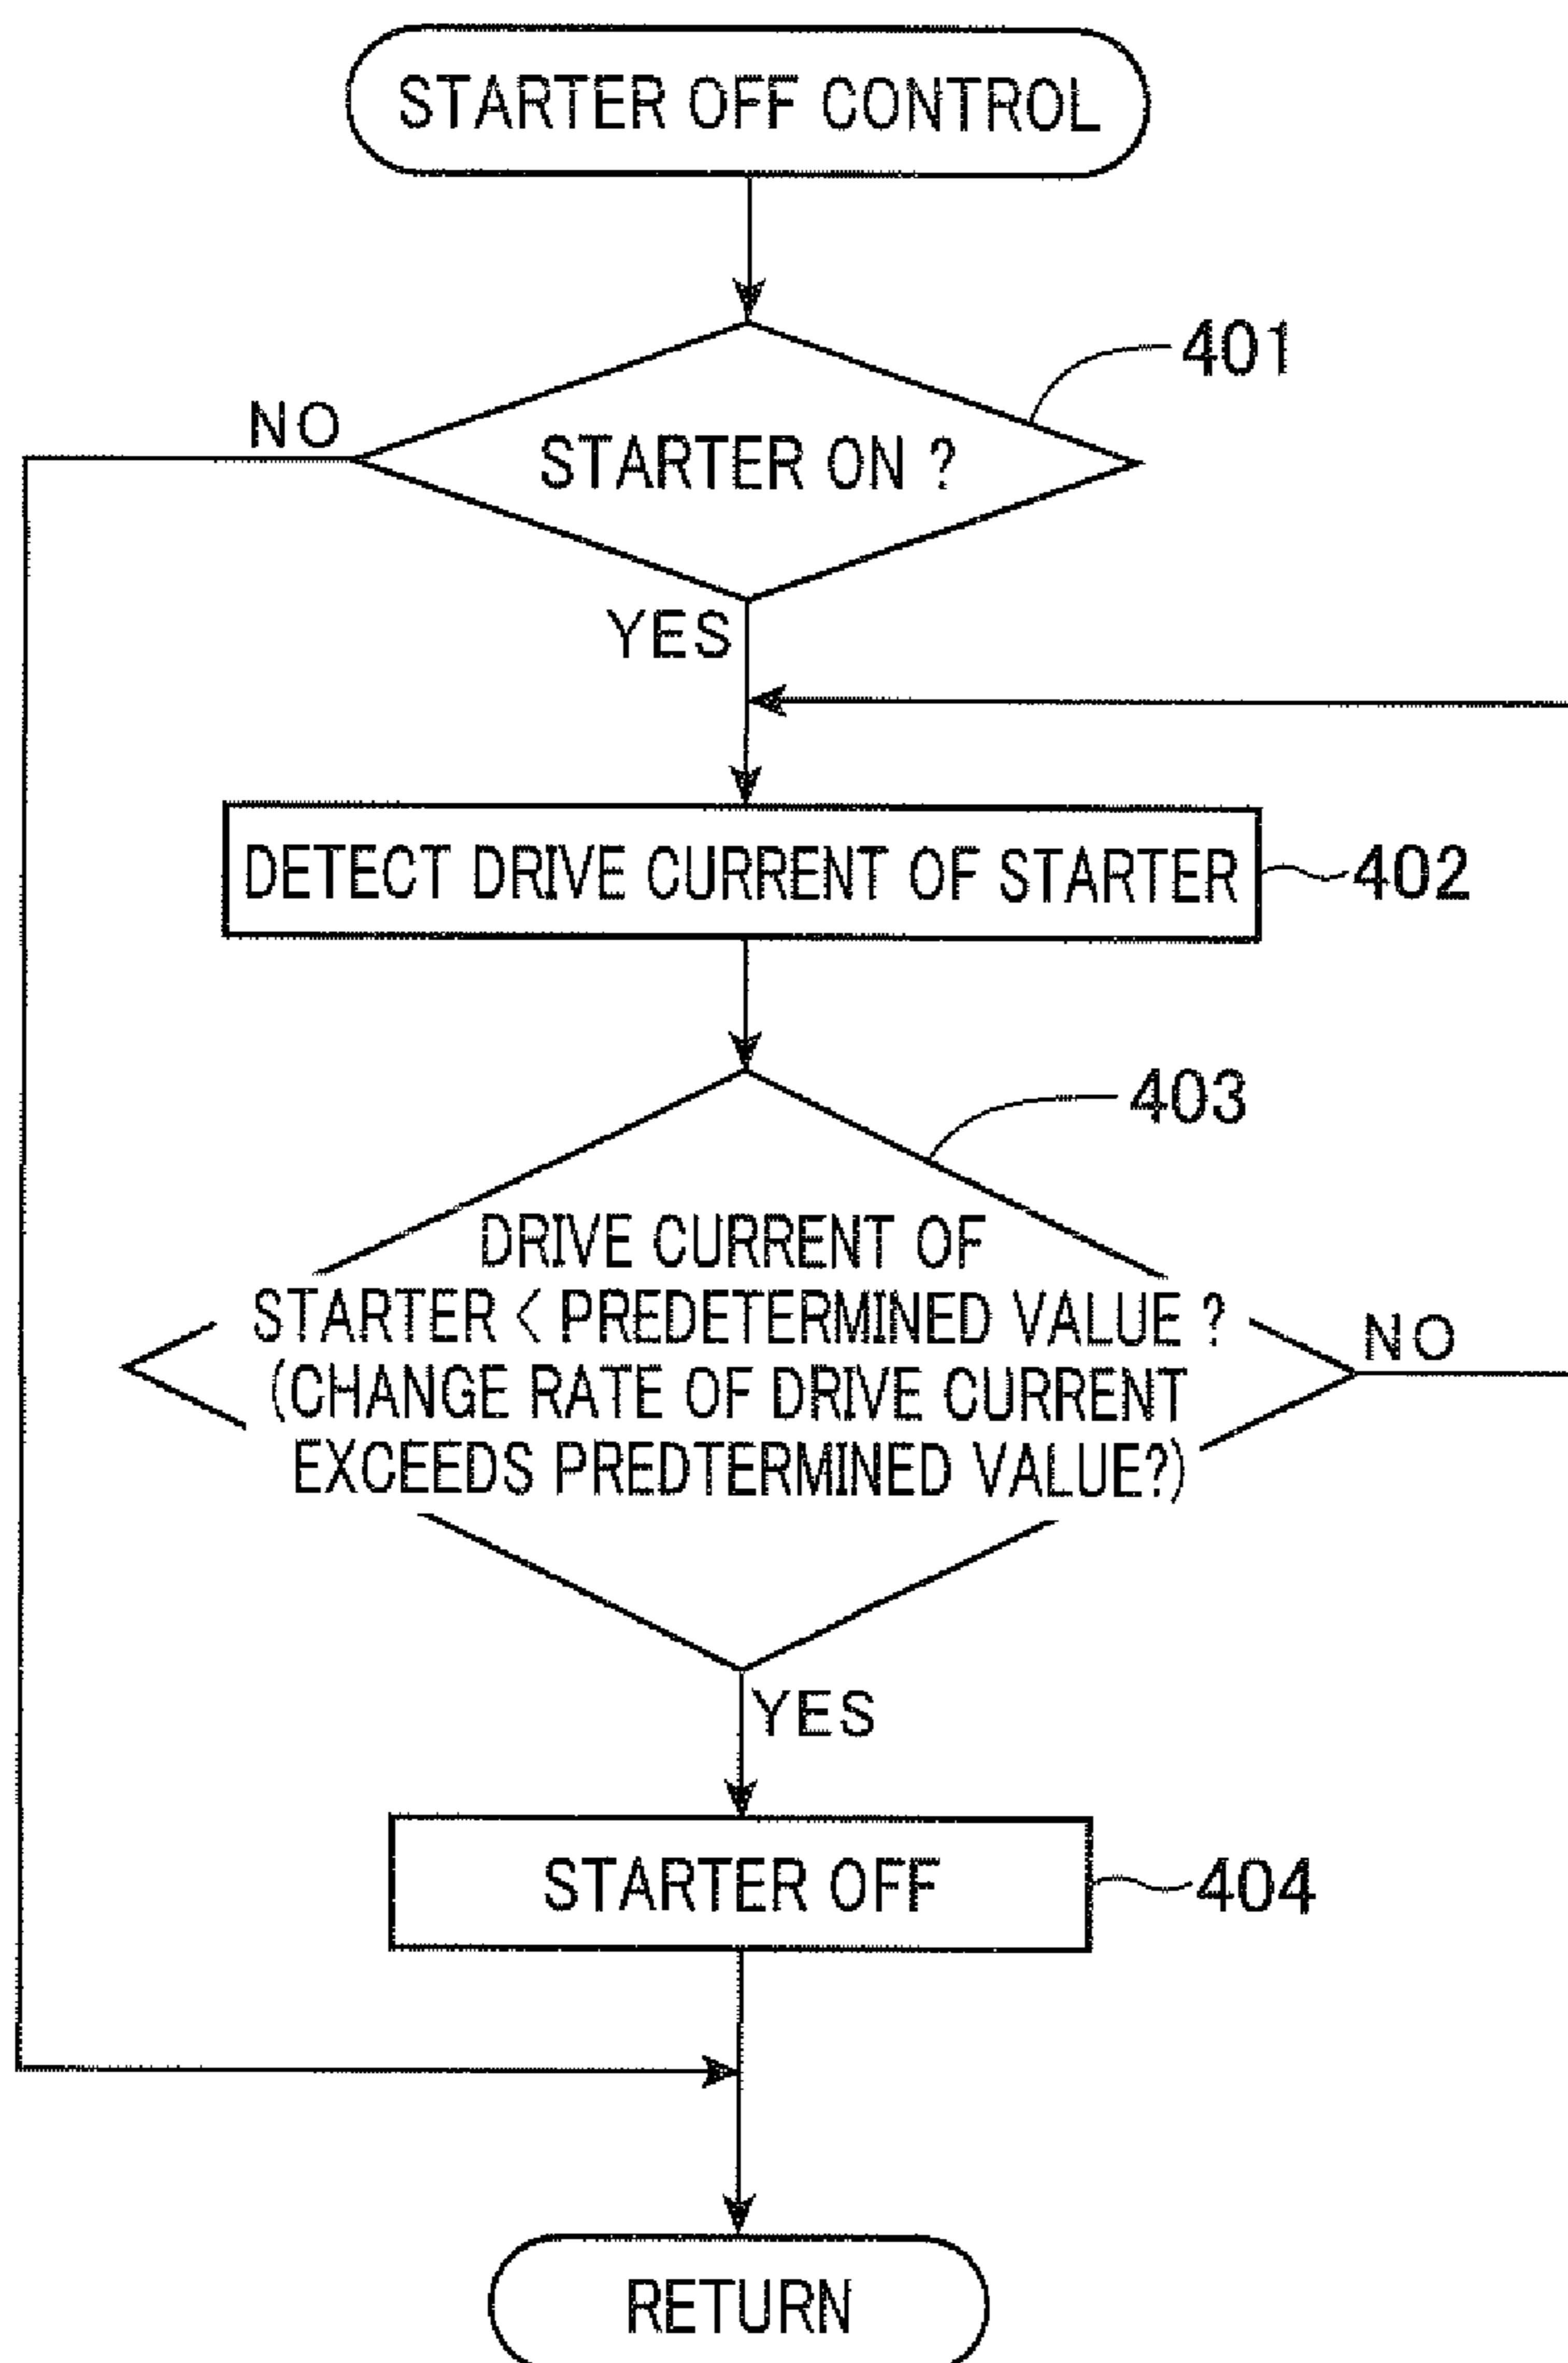 STARTER OFF CONTROL
401
NO
STARTER ON ?
YES
DETECT DRIVE CURRENT OF STARTER
402
403
DRIVE CURRENT OF
STARTER < PREDETERMINED VALUE ?
(CHANGE RATE OF DRIVE CURRENT
EXCEEDS PREDTERMINED VALUE?)
NO
YES
STARTER OFF
404
RETURN